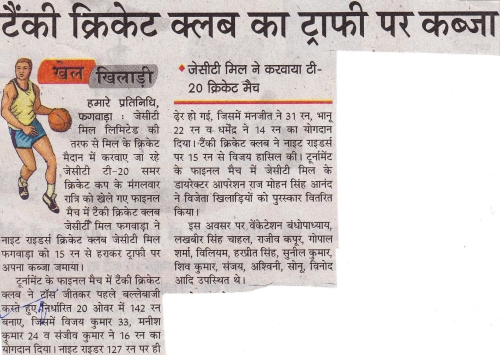 टैंकी क्रिकेट क्लब का ट्राफी पर कब्जा
खेल
खिलाड़ी
जेसीटी मिल ने करवाया टी-
20 क्रिकेट मैच
हमारे प्रतिनिधि,
फगवाड़ा : जेसीटी
मिल लिमिटेड की
तरफ से मिल के क्रिकेट
मैदान में करवाए जा रहे
जेसीटी टी-20 समर
क्रिकेट कप के मंगलवार
रात्रि को खेले गए फाइनल
मैच में टैंकी क्रिकेट क्लब
जेसीटी मिल फगवाड़ा ने
नाइट राइडर्स क्रिकेट क्लब जेसीटी मिल
फगवाड़ा को 15 रन से हराकर ट्राफी पर
अपना कब्जा जमाया।
टूर्नामेंट के फाइनल मैच में टैंकी क्रिकेट
क्लब ने टॉस जीतकर पहले बल्लेबाजी
करते हुए निर्धारित 20 ओवर में 142 रन
बनाए, जिसमें विजय कुमार 33, मनीश
कुमार 24 व संजीव कुमार ने 16 रन का
योगदान दिया। नाइट राइडर 127 रन पर ही
ढ़ेर हो गई, जिसमें मनजीत ने 31 रन, भानू
22 रन व धर्मेंद्र ने 14 रन का योगदान
दिया। टैंकी क्रिकेट क्लब ने नाइट राइडर्स
पर 15 रन से विजय हासिल की। टूर्नामेंट
के फाइनल मैच में जेसीटी मिल के
डायरेक्टर आपरेशन राज मोहन सिंह आनंद
ने विजेता खिलाड़ियों को पुरस्कार वितरित
किया।
इस अवसर पर वेंकेटेशन बंधोपाध्याय,
लखबीर सिंह चाहल, राजीव कपूर, गोपाल
शर्मा, विलियम, हरप्रीत सिंह, सुनील कुमार,
शिव कुमार, संजय, अश्विनी, सोनू, विनोद
आदि उपस्थित थे।